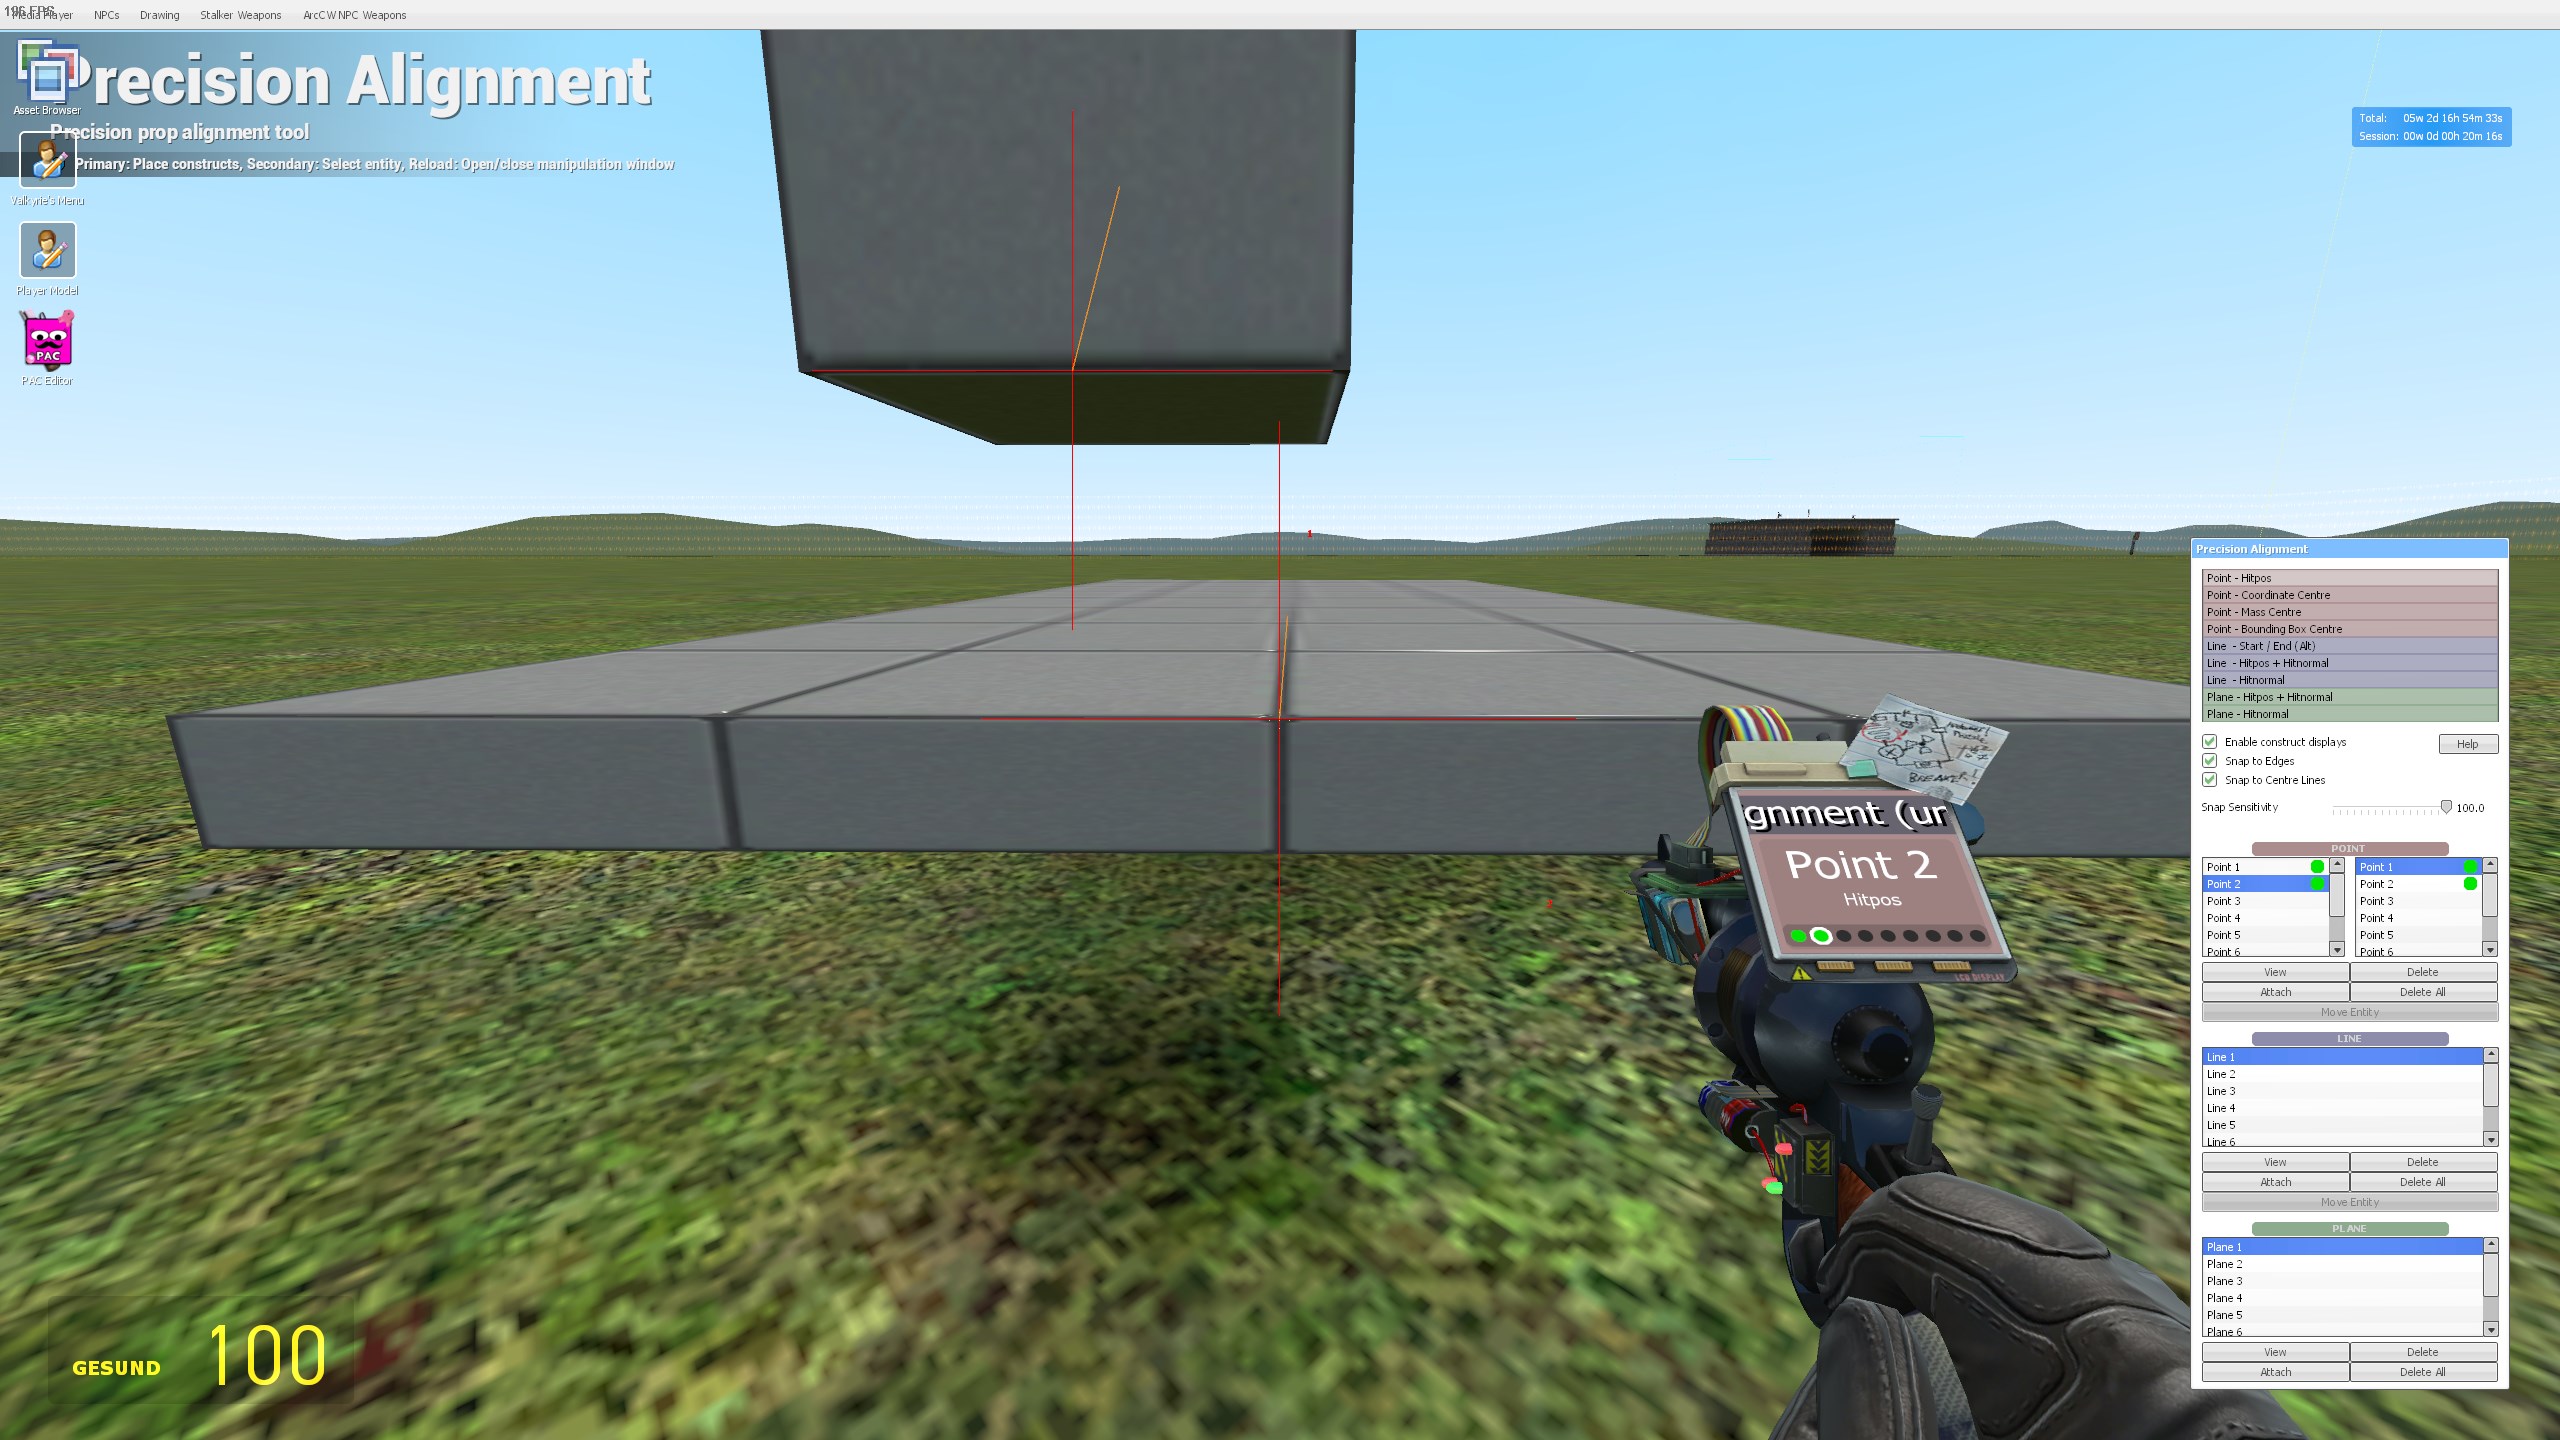 Media Player NPCs Drawing Stalker Weapons ArcCW NPC Weapons
Precision Alignment
Asset Browser
Precision prop alignment tool
Primary: Place constructs, Secondary: Select entity, Reload: Open/close manipulation window
Valkyrie's Menu
Player Model
PAC
PAC Editor
Total: 05w 2d 16h 54m 33s
Session: 00w 0d 00h 20m 16s
1
BREAKER!
gnment (ur
Point 2
Hitpos
LCD DISPLAY
GESUND 100
Precision Alignment
Point - Hitpos
Point - Coordinate Centre
Point - Mass Centre
Point - Bounding Box Centre
Line - Start / End (Alt)
Line - Hitpos + Hitnormal
Line - Hitnormal
Plane - Hitpos + Hitnormal
Plane - Hitnormal
Enable construct displays
Help
Snap to Edges
Snap to Centre Lines
Snap Sensitivity 100.0
POINT
Point 1 Point 1
Point 2 Point 2
Point 3 Point 3
Point 4 Point 4
Point 5 Point 5
Point 6 Point 6
View Delete
Attach Delete All
Move Entity
LINE
Line 1
Line 2
Line 3
Line 4
Line 5
Line 6
View Delete
Attach Delete All
Move Entity
PLANE
Plane 1
Plane 2
Plane 3
Plane 4
Plane 5
Plane 6
View Delete
Attach Delete All